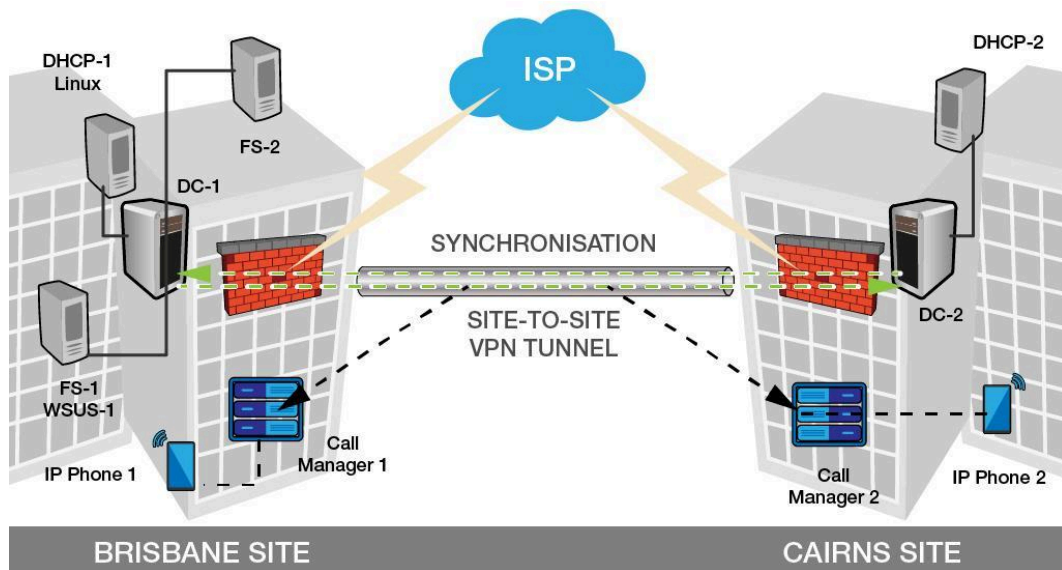 DHCP-1
Linux
FS-2
ISP
DHCP-2
DC-1
SYNCHRONISATION
SITE-TO-SITE
VPN TUNNEL
DC-2
FS-1
WSUS-1
IP Phone 1
Call
Manager 1
Call
Manager 2
IP Phone 2
BRISBANE SITE
CAIRNS SITE